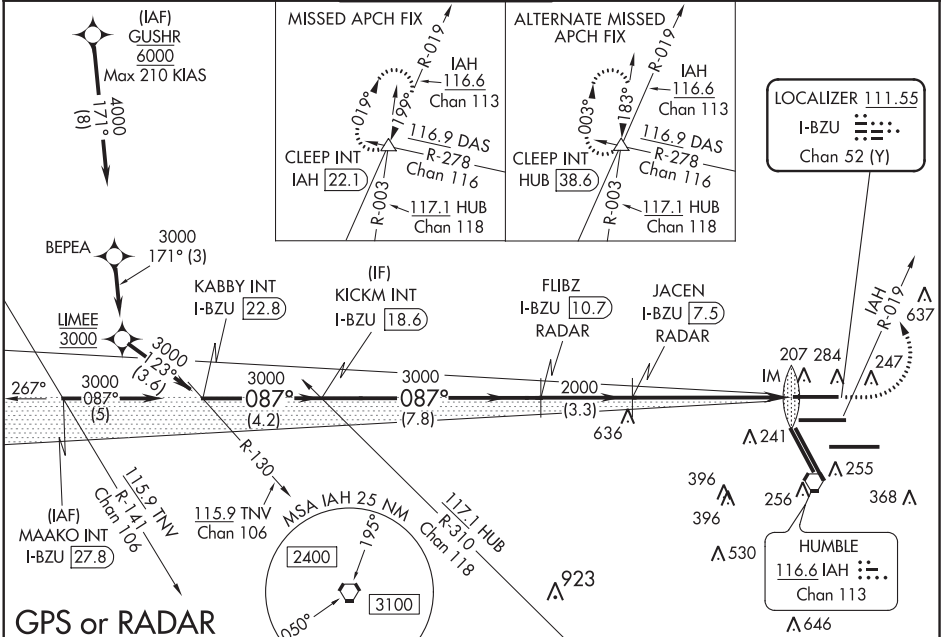 (IAF)
GUSHR
6000
Max 210 KIAS
4000
171°
(8)
MISSED APCH FIX
R-019
IAH
116.6
Chan 113
019°
199°
116.9 DAS
R-278
Chan 116
CLEEP INT
IAH 22.1
R-003
117.1 HUB
Chan 118
ALTERNATE MISSED
APCH FIX
R-019
IAH
116.6
Chan 113
003°
183°
116.9 DAS
R-278
Chan 116
CLEEP INT
HUB 38.6
R-003
117.1 HUB
Chan 118
LOCALIZER 111.55
I-BZU
Chan 52 (Y)
BEPEA
3000
171° (3)
LIMEE
3000
3000
123°
(3.6)
KABBY INT
I-BZU 22.8
(IF)
KICKM INT
I-BZU 18.6
FLIBZ
I-BZU 10.7
RADAR
JACEN
I-BZU 7.5
RADAR
IAH
R-019
637
267°
3000
087°
(5)
3000
087°
(4.2)
3000
087°
(7.8)
2000
(3.3)
636
IM
207
284
247
241
255
256
368
396
396
530
(IAF)
MAAKO INT
I-BZU 27.8
115.9 TNV
R-141
Chan 106
R-130
115.9 TNV
Chan 106
117.1 HUB
R-310
Chan 118
MSA IAH 25 NM
195°
2400
3100
050°
923
HUMBLE
116.6 IAH
Chan 113
646
GPS or RADAR